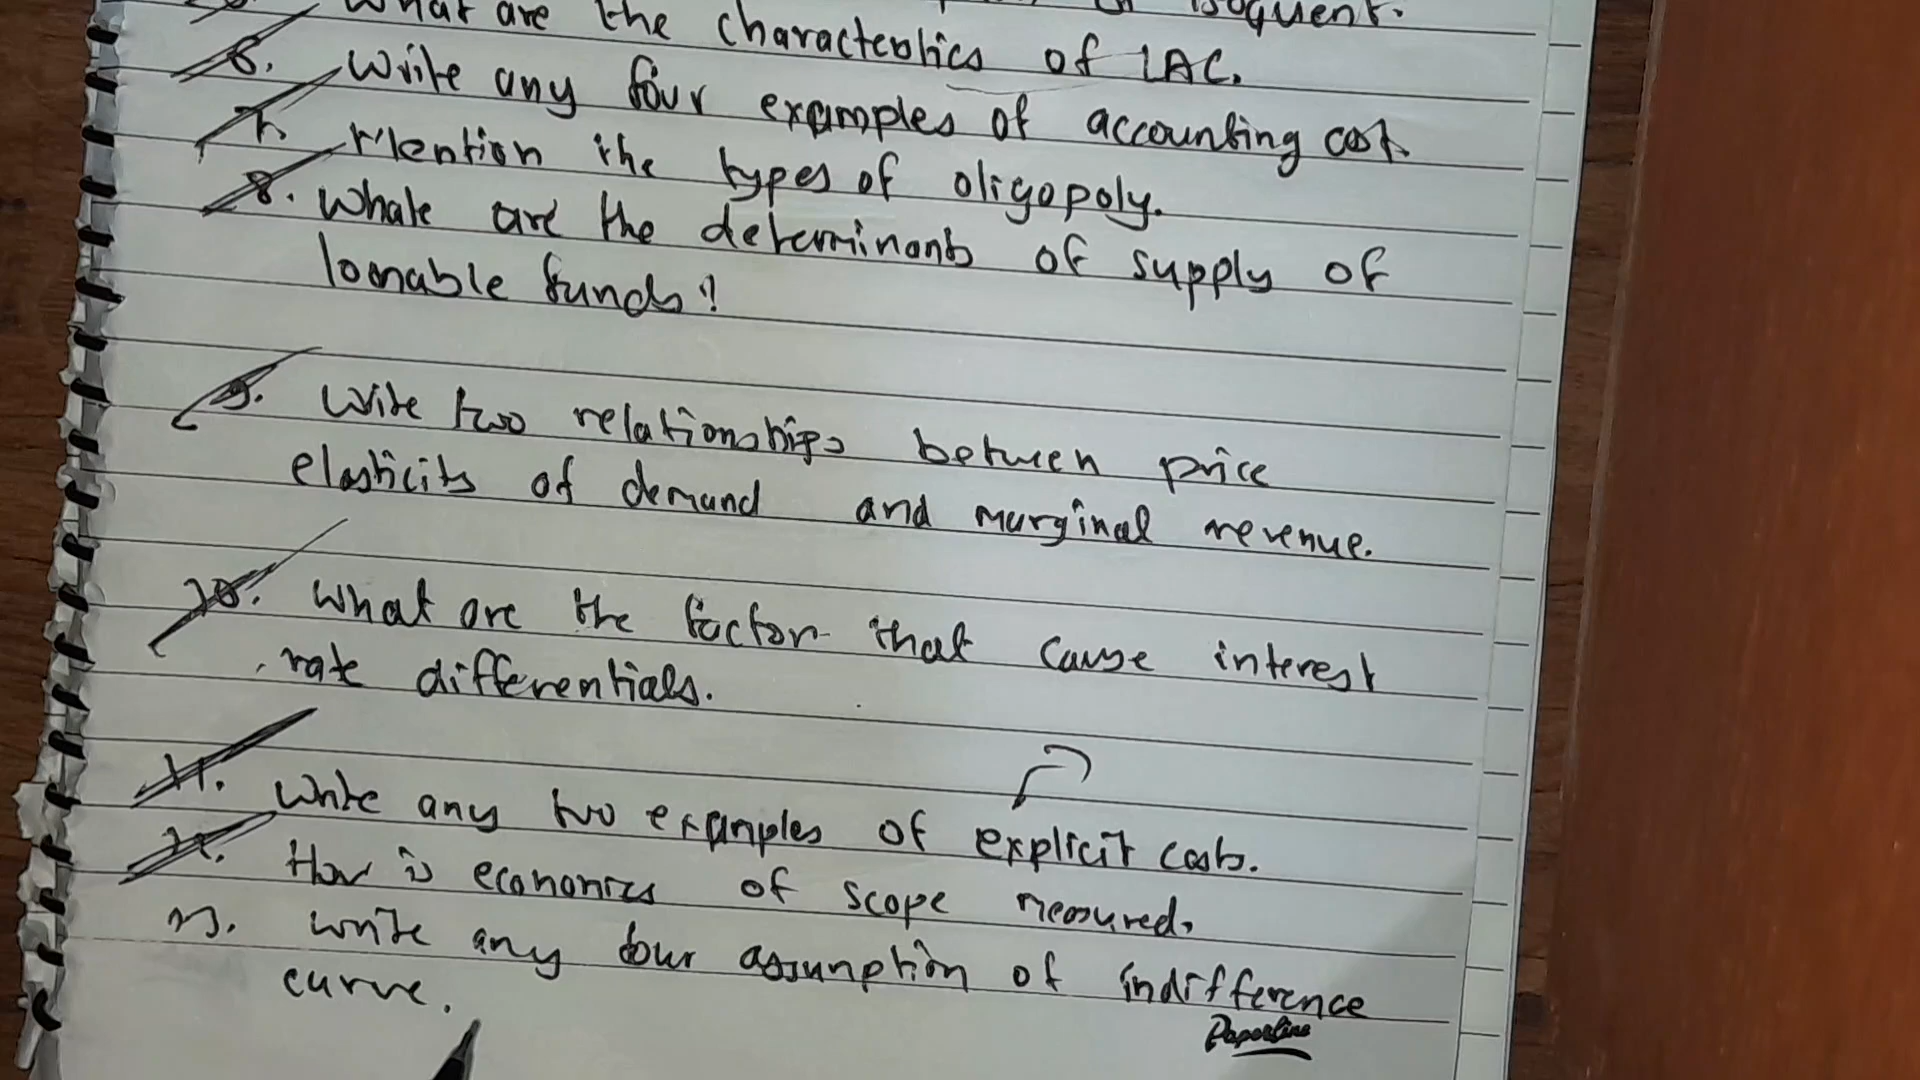 isoquent.
What are the characteolics of LAC.
6. Write any four examples of accounting cost.
7. Mention the types of oligopoly.
8. Whate are the determinants of supply of
loanable funds?
9. Write two relationships between price
elasticity of demand and marginal revenue.
10. What are the factor that cause interest
rate differentials.
11. Write any two examples of explicit costs.
12. How is economics of scope measured.
13. Write any four assumption of indifference
curve.
Paperline